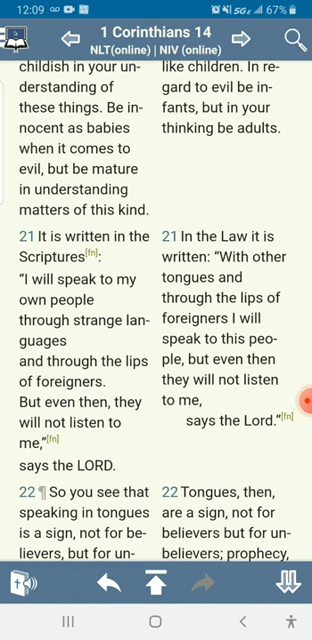 12:09
5GE 67%
1 Corinthians 14
NLT(online) | NIV (online)
childish in your un-
derstanding of
these things. Be in-
nocent as babies
when it comes to
evil, but be mature
in understanding
matters of this kind.
21 It is written in the
Scriptures[fn]:
“I will speak to my
own people
through strange lan-
guages
and through the lips
of foreigners.
But even then, they
will not listen to
me,”[fn]
says the LORD.
22 ¶ So you see that
speaking in tongues
is a sign, not for be-
lievers, but for un-
like children. In re-
gard to evil be in-
fants, but in your
thinking be adults.
21 In the Law it is
written: “With other
tongues and
through the lips of
foreigners I will
speak to this peo-
ple, but even then
they will not listen
to me,
says the Lord.”[fn]
22 Tongues, then,
are a sign, not for
believers but for un-
believers; prophecy,